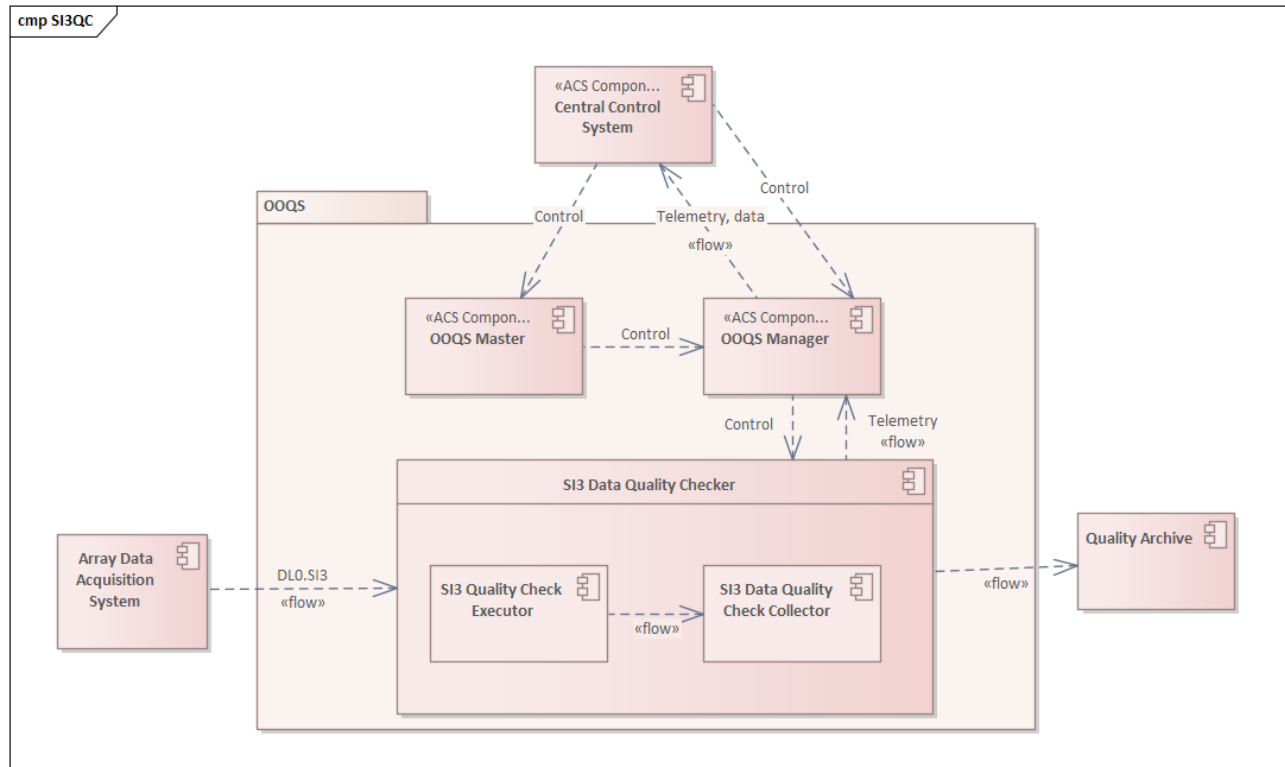 cmp SI3QC
«ACS Compon...
Central Control
System
Control
OOQS
Control
Telemetry, data
«flow»
«ACS Compon...
OOQS Master
Control
«ACS Compon...
OOQS Manager
Control
Telemetry
«flow»
SI3 Data Quality Checker
Array Data
Acquisition
System
DL0.SI3
«flow»
SI3 Quality Check
Executor
«flow»
SI3 Data Quality
Check Collector
«flow»
Quality Archive